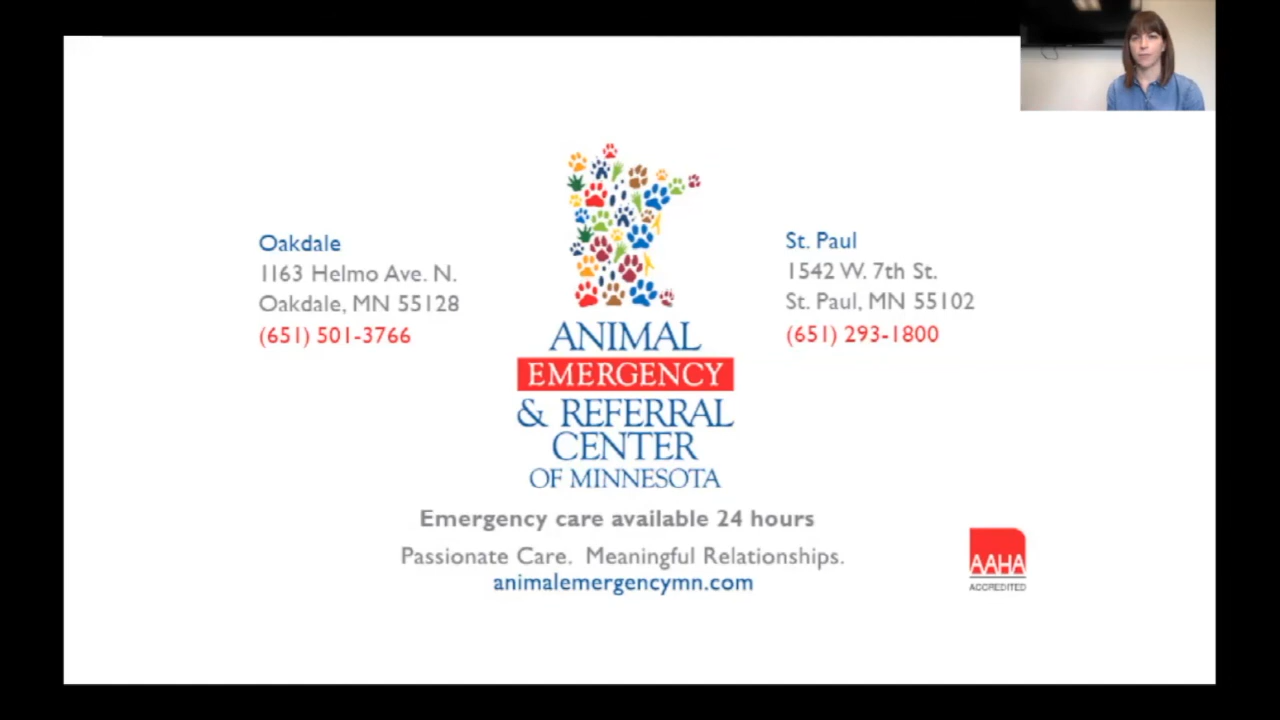 Oakdale
1163 Helmo Ave. N.
Oakdale, MN 55128
(651) 501-3766
St. Paul
1542 W. 7th St.
St. Paul, MN 55102
(651) 293-1800
ANIMAL
EMERGENCY
& REFERRAL
CENTER
OF MINNESOTA
Emergency care available 24 hours
Passionate Care. Meaningful Relationships.
animalemergencymn.com
AAHA
ACCREDITED